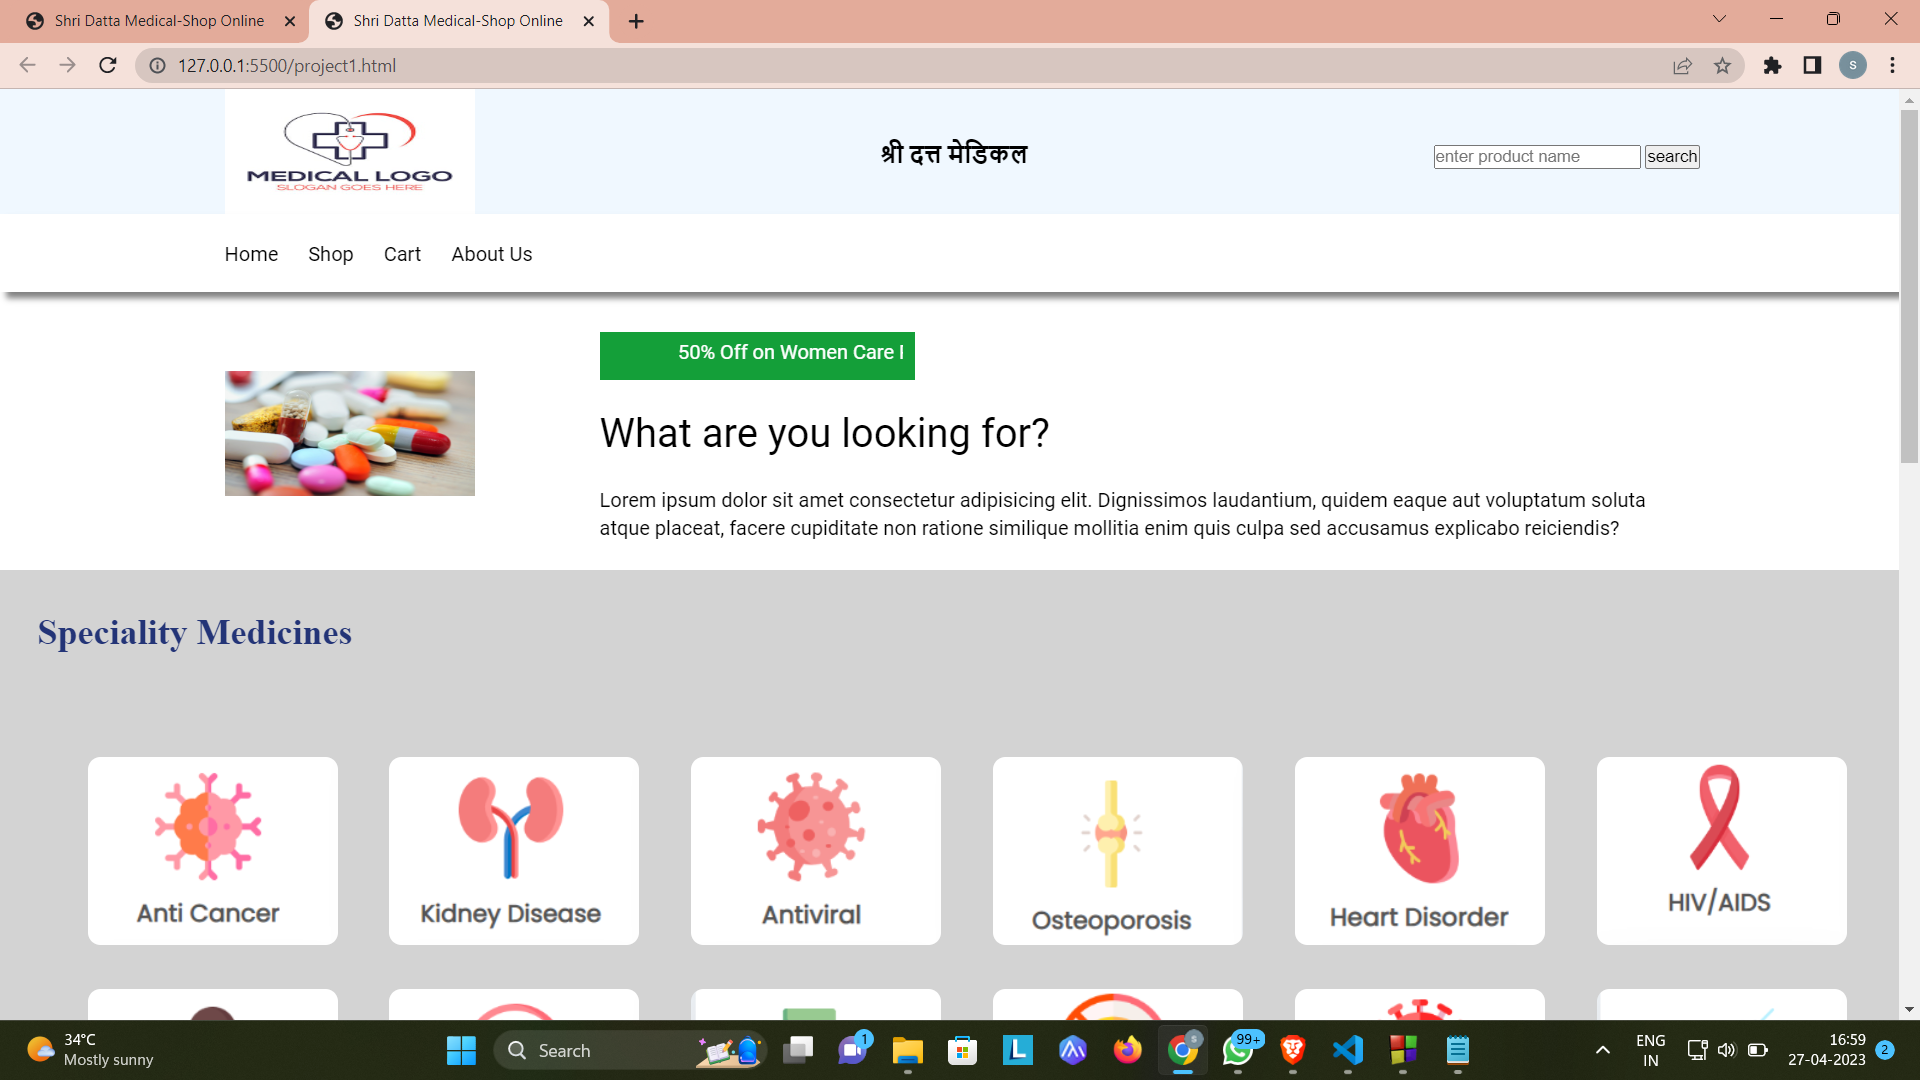 Shri Datta Medical-Shop Online
Shri Datta Medical-Shop Online
127.0.0.1:5500/project1.html
S
MEDICAL LOGO
SLOGAN GOES HERE
श्री दत्त मेडिकल
enter product name
search
Home
Shop
Cart
About Us
50% Off on Women Care
What are you looking for?
Lorem ipsum dolor sit amet consectetur adipisicing elit. Dignissimos laudantium, quidem eaque aut voluptatum soluta
atque placeat, facere cupiditate non ratione similique mollitia enim quis culpa sed accusamus explicabo reiciendis?
Speciality Medicines
Anti Cancer
Kidney Disease
Antiviral
Osteoporosis
Heart Disorder
HIV/AIDS
34°C
Mostly sunny
Search
1
L
S
99+
ENG
IN
16:59
27-04-2023
2